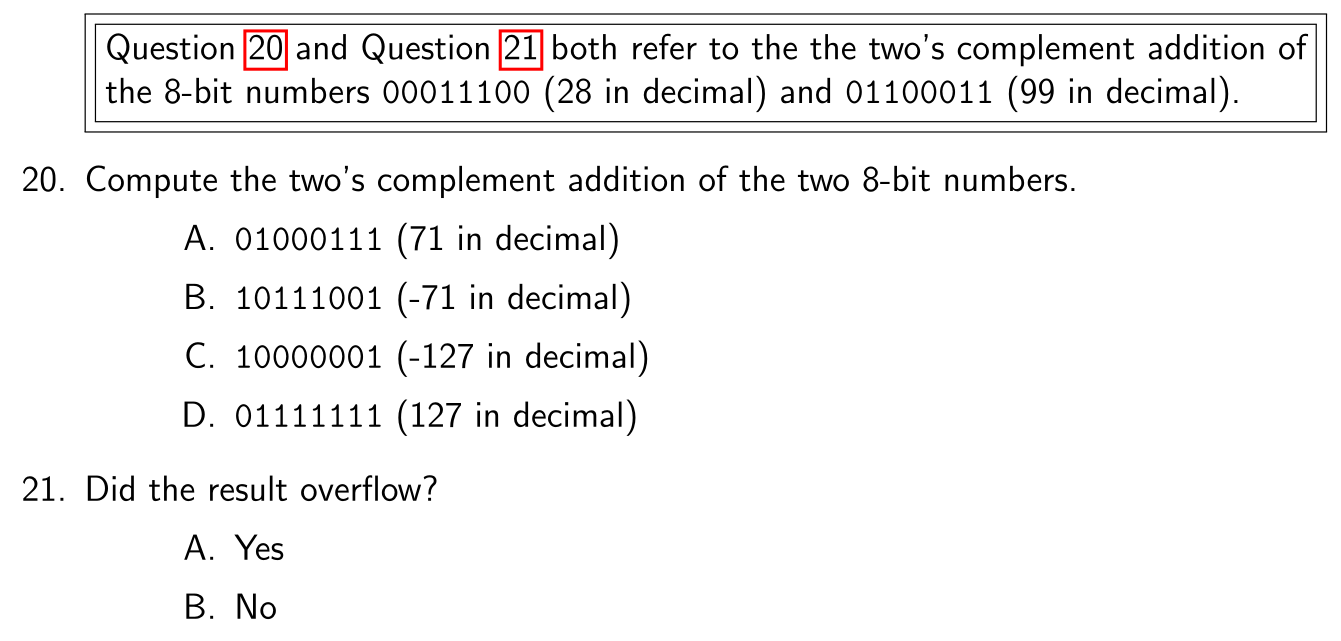 Question 20 and Question 21 both refer to the the two's complement addition of
the 8-bit numbers 00011100 (28 in decimal) and 01100011 (99 in decimal).
20. Compute the two's complement addition of the two 8-bit numbers.
A. 01000111 (71 in decimal)
B. 10111001 (-71 in decimal)
C. 10000001 (-127 in decimal)
D. 01111111 (127 in decimal)
21. Did the result overflow?
A. Yes
B. No